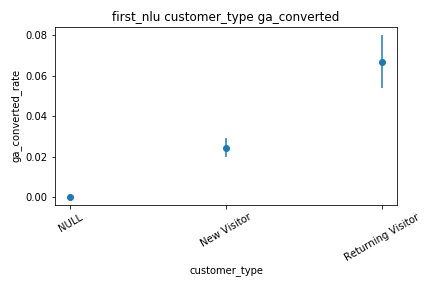 first_nlu customer_type ga_converted
0.08
0.06
0.04
0.02
0.00
ga_converted_rate
NULL
New Visitor
Returning Visitor
customer_type